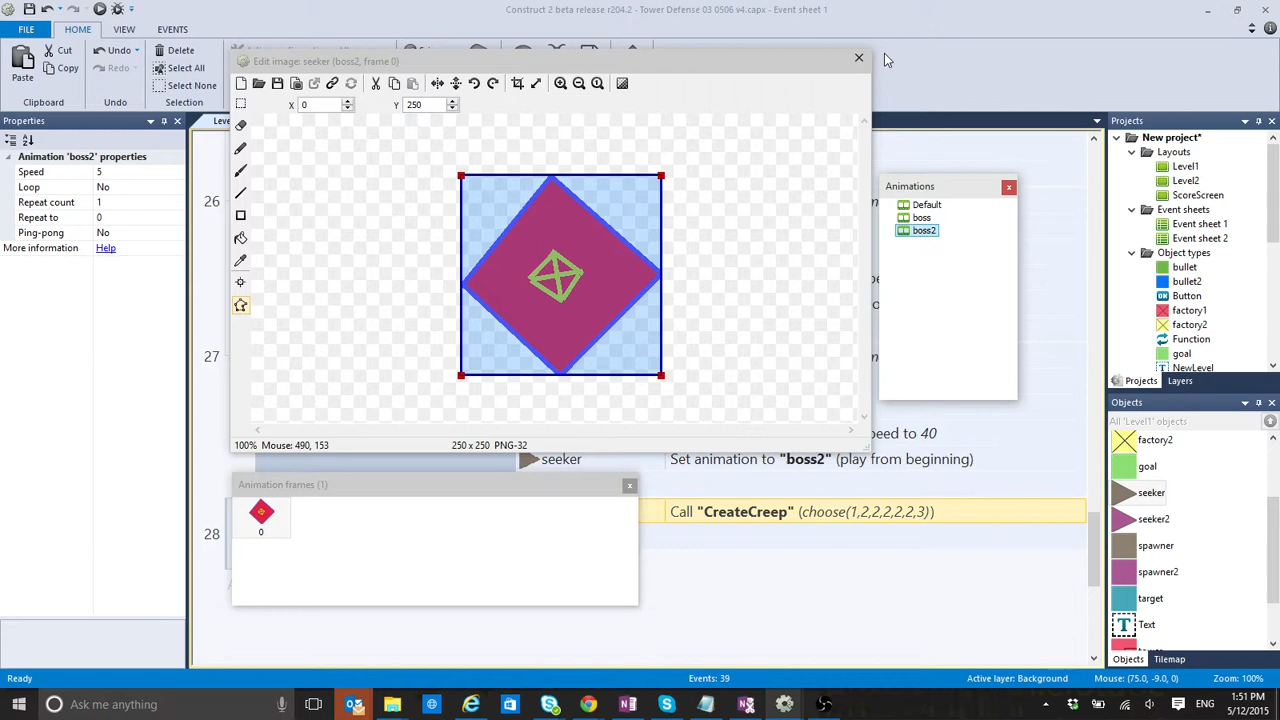 Construct 2 beta release r204.2 - Tower Defense 03 0506 v4.capx - Event sheet 1
FILE
HOME
VIEW
EVENTS
Paste
Cut
Copy
Clipboard
Undo
Redo
Undo
Delete
Select All
Select None
Selection
Edit image: seeker (boss2, frame 0)
X 0
Y 250
Properties
Animation 'boss2' properties
Speed 5
Loop No
Repeat count 1
Repeat to 0
Ping-pong No
More information Help
26
27
28
100% Mouse: 490, 153
250 x 250 PNG-32
Animations
Default
boss
boss2
peed to 40
seeker
Set animation to "boss2" (play from beginning)
Call "CreateCreep" (choose(1,2,2,2,2,2,3))
Animation frames (1)
0
Projects
New project*
Layouts
Level1
Level2
ScoreScreen
Event sheets
Event sheet 1
Event sheet 2
Object types
bullet
bullet2
Button
factory1
factory2
Function
goal
NewLevel
Projects
Layers
Objects
All 'Level1' objects
factory2
goal
seeker
seeker2
spawner
spawner2
target
Text
Objects
Tilemap
Ready
Events: 39
Active layer: Background
Mouse: (75.0, -9.0, 0)
Zoom: 100%
Ask me anything
ENG
1:51 PM
5/12/2015